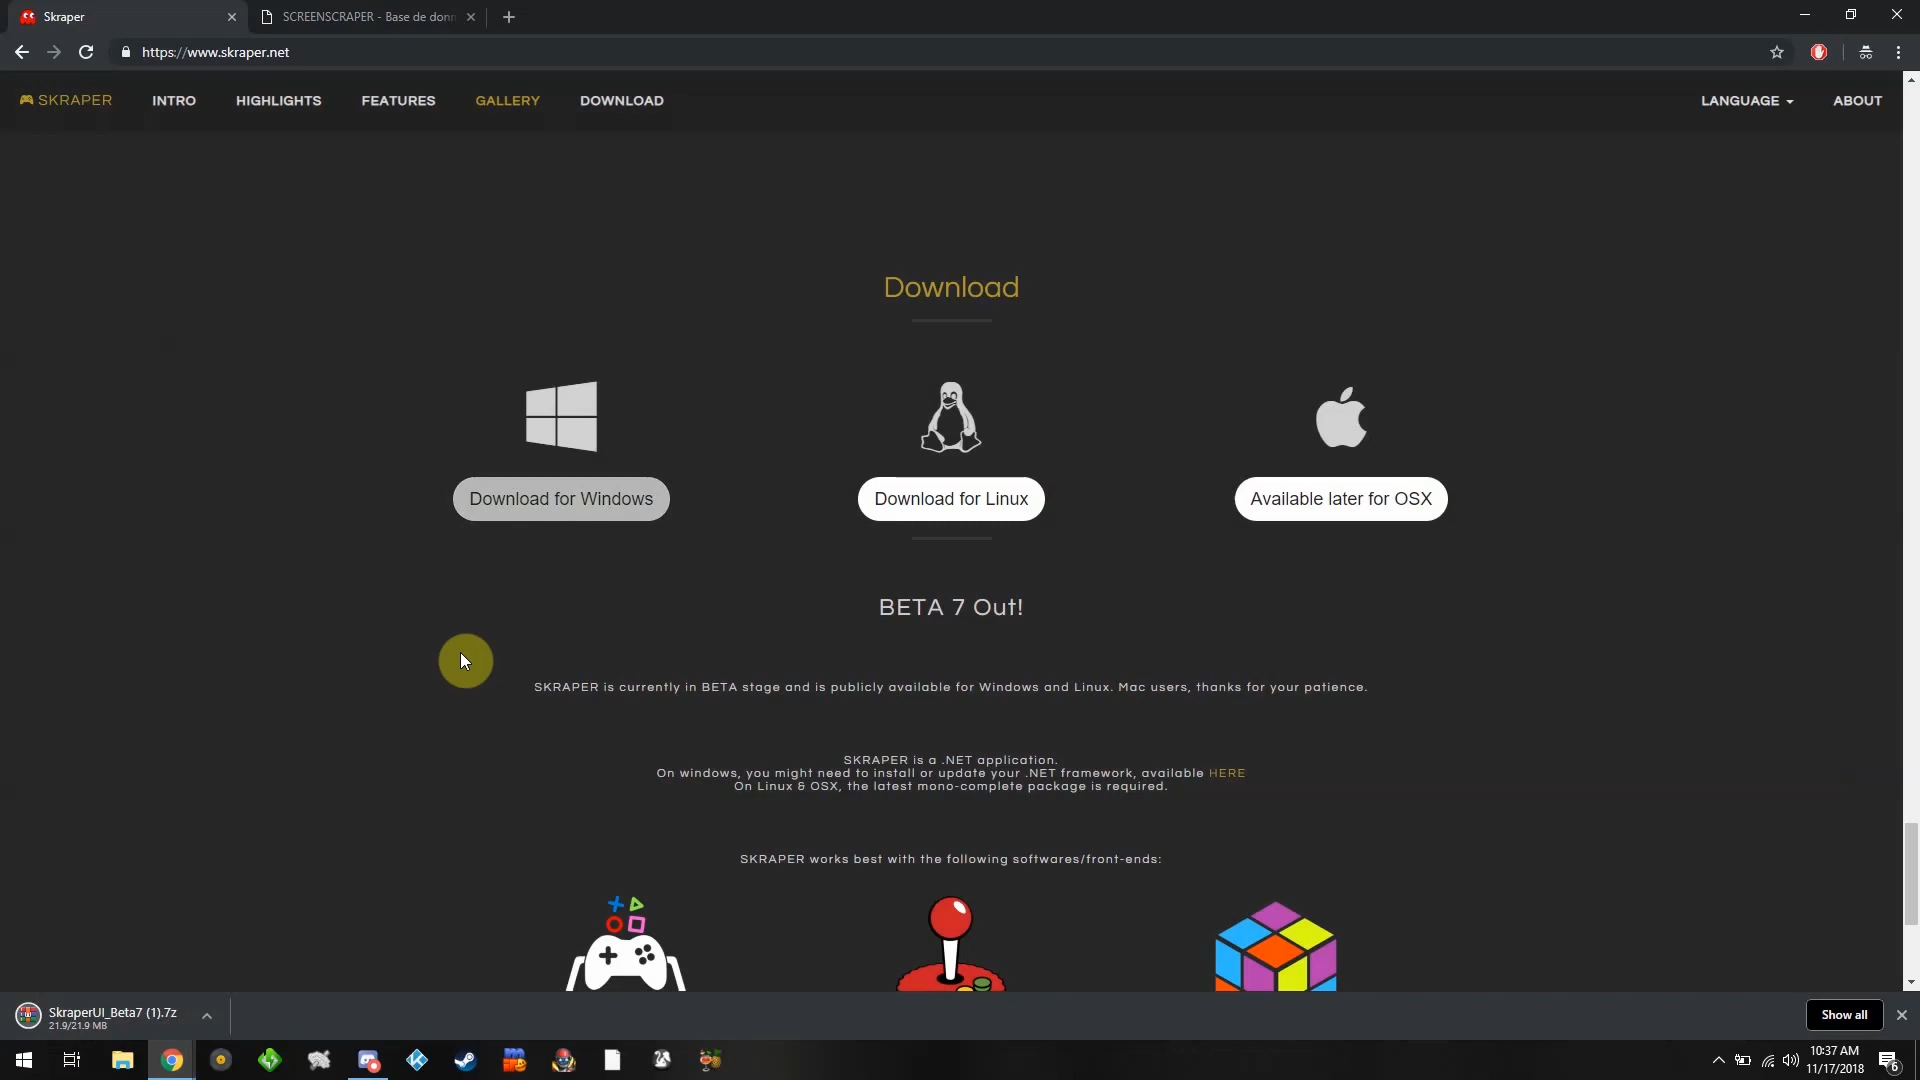 Skraper
SCREENSCRAPER - Base de donn
https://www.skraper.net
SKRAPER
INTRO
HIGHLIGHTS
FEATURES
GALLERY
DOWNLOAD
LANGUAGE
ABOUT
Download
Download for Windows
Download for Linux
Available later for OSX
BETA 7 Out!
SKRAPER is currently in BETA stage and is publicly available for Windows and Linux. Mac users, thanks for your patience.
SKRAPER is a .NET application.
On windows, you might need to install or update your .NET framework, available HERE
On Linux & OSX, the latest mono-complete package is required.
SKRAPER works best with the following softwares/front-ends:
SkraperUI_Beta7 (1).7z
21.9/21.9 MB
Show all
10:37 AM
11/17/2018
6